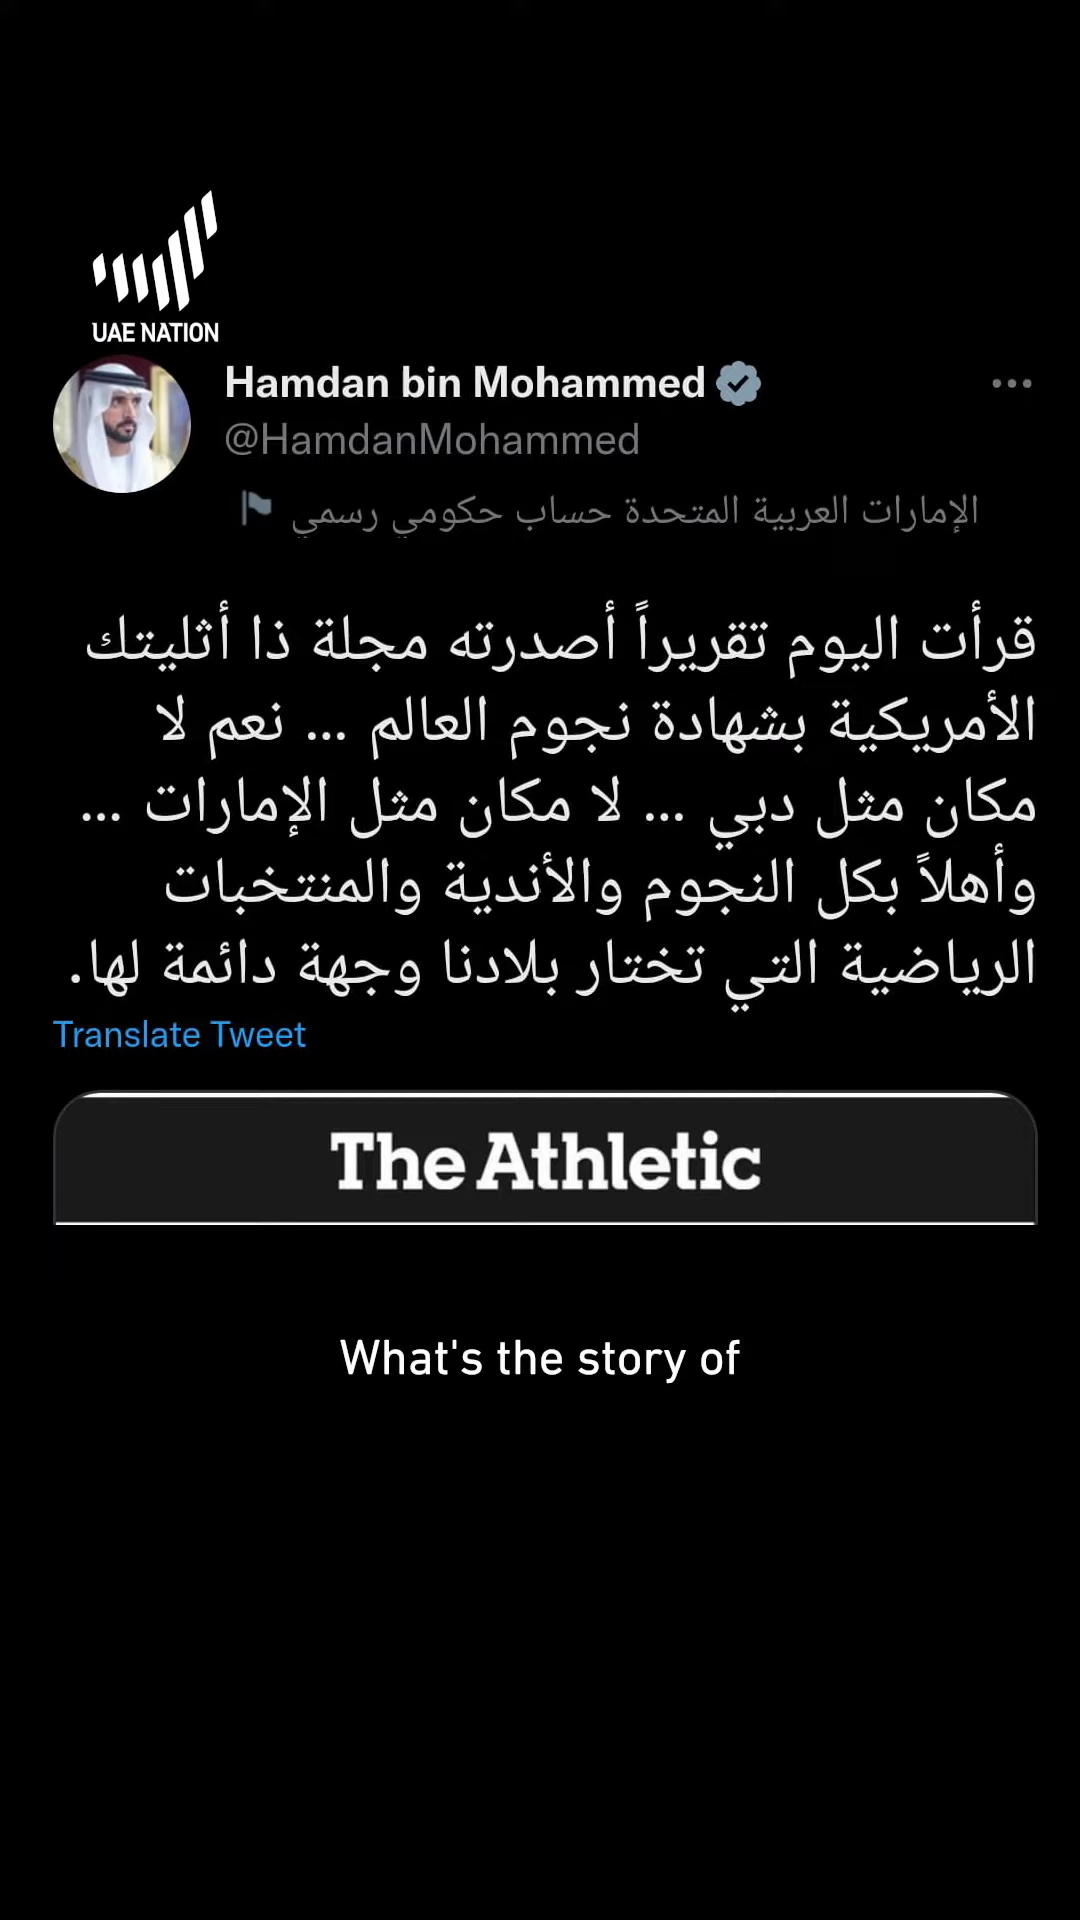 UAE NATION
Hamdan bin Mohammed
@HamdanMohammed
الإمارات العربية المتحدة حساب حكومي رسمي
قرأت اليوم تقريراً أصدرته مجلة ذا أثليتك
الأمريكية بشهادة نجوم العالم ... نعم لا
مكان مثل دبي ... لا مكان مثل الإمارات ...
وأهلاً بكل النجوم والأندية والمنتخبات
الرياضية التي تختار بلادنا وجهة دائمة لها.
Translate Tweet
The Athletic
What's the story of